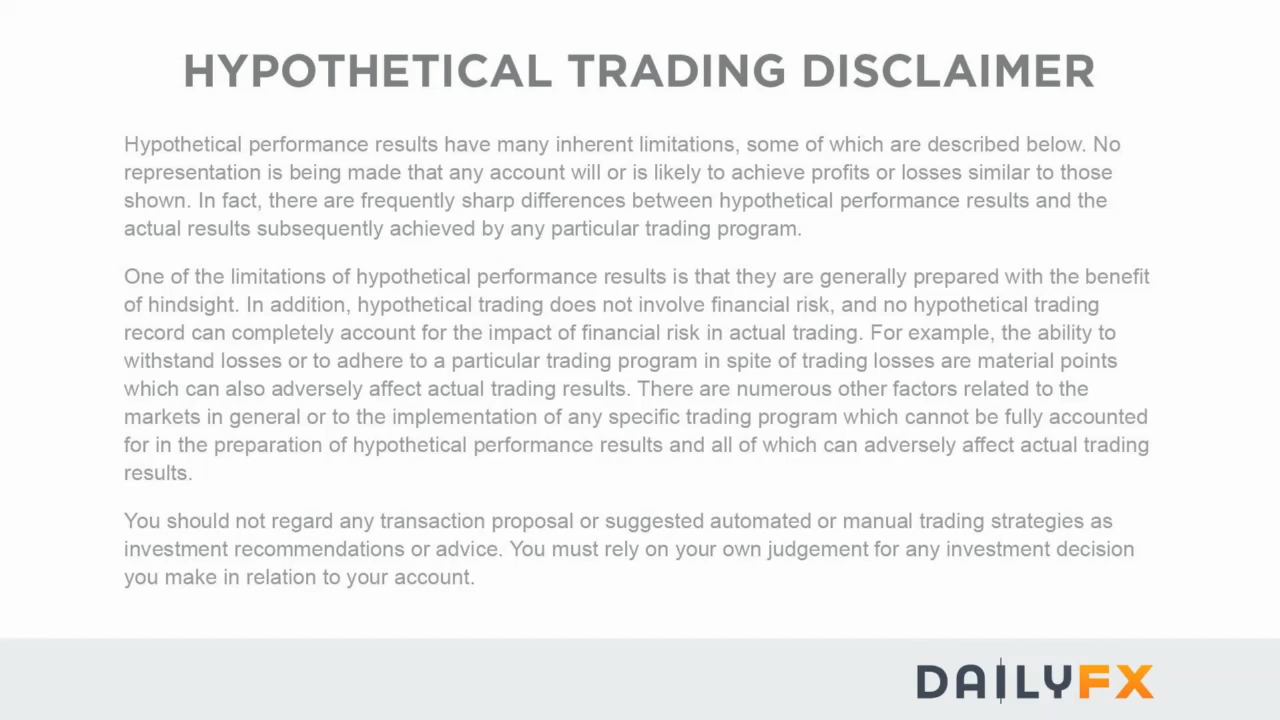 HYPOTHETICAL TRADING DISCLAIMER
Hypothetical performance results have many inherent limitations, some of which are described below. No
representation is being made that any account will or is likely to achieve profits or losses similar to those
shown. In fact, there are frequently sharp differences between hypothetical performance results and the
actual results subsequently achieved by any particular trading program.
One of the limitations of hypothetical performance results is that they are generally prepared with the benefit
of hindsight. In addition, hypothetical trading does not involve financial risk, and no hypothetical trading
record can completely account for the impact of financial risk in actual trading. For example, the ability to
withstand losses or to adhere to a particular trading program in spite of trading losses are material points
which can also adversely affect actual trading results. There are numerous other factors related to the
markets in general or to the implementation of any specific trading program which cannot be fully accounted
for in the preparation of hypothetical performance results and all of which can adversely affect actual trading
results.
You should not regard any transaction proposal or suggested automated or manual trading strategies as
investment recommendations or advice. You must rely on your own judgement for any investment decision
you make in relation to your account.
DAILYFX